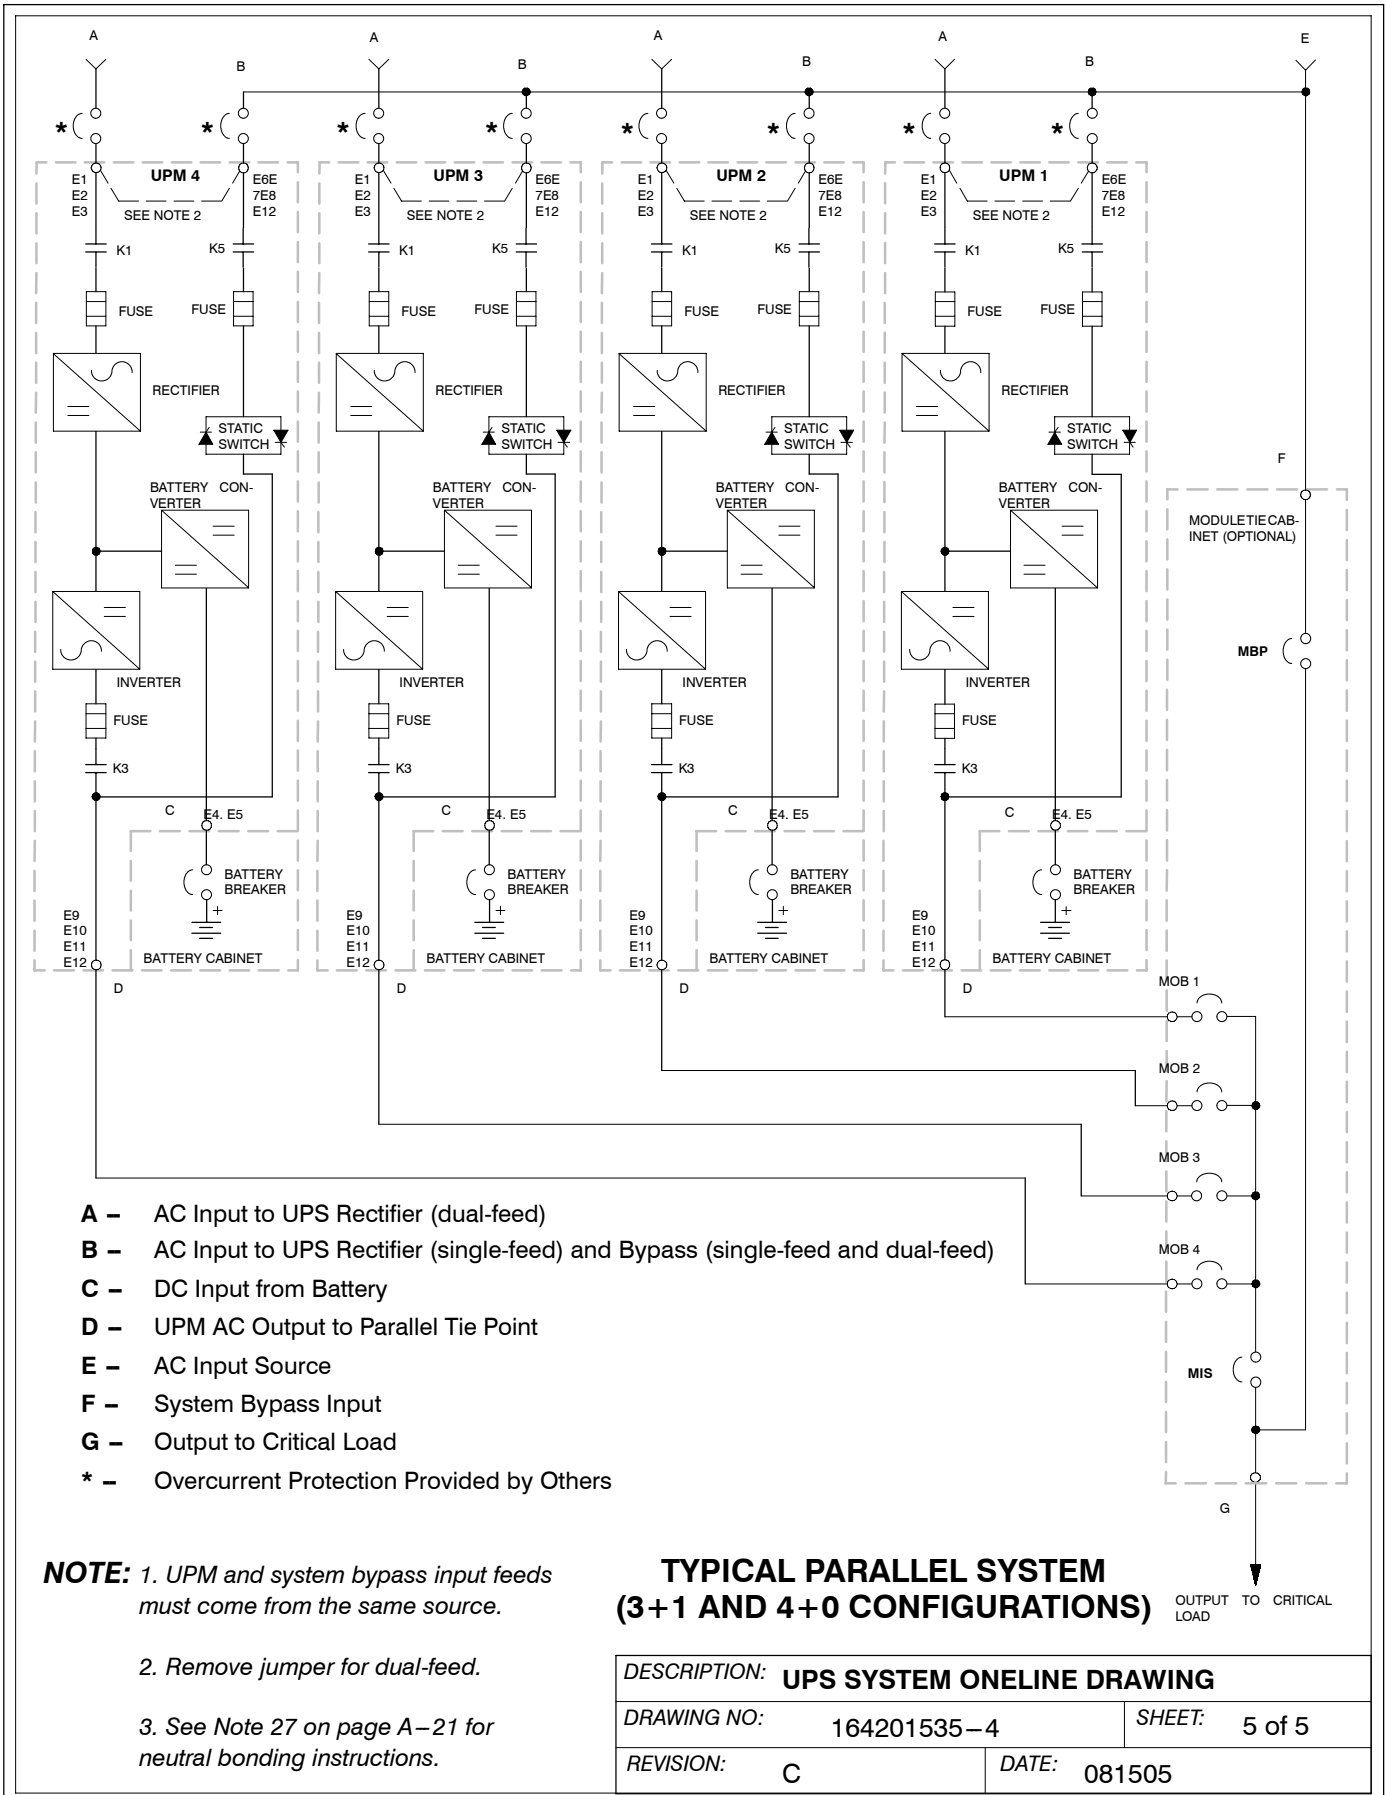 A A A A E
B B B B
* * * * * * * *
UPM 4 UPM 3 UPM 2 UPM 1
E1 E6E E1 E6E E1 E6E E1 E6E
E2 7E8 E2 7E8 E2 7E8 E2 7E8
E3 E12 E3 E12 E3 E12 E3 E12
SEE NOTE 2 SEE NOTE 2 SEE NOTE 2 SEE NOTE 2
K1 K5 K1 K5 K1 K5 K1 K5
FUSE FUSE FUSE FUSE FUSE FUSE FUSE FUSE
RECTIFIER RECTIFIER RECTIFIER RECTIFIER
STATIC STATIC STATIC STATIC
SWITCH SWITCH SWITCH SWITCH
F
BATTERY CON- BATTERY CON- BATTERY CON- BATTERY CON-
VERTER VERTER VERTER VERTER
MODULE TIE CAB-
INET (OPTIONAL)
MBP
INVERTER INVERTER INVERTER INVERTER
FUSE FUSE FUSE FUSE
K3 K3 K3 K3
C E4. E5 C E4. E5 C E4. E5 C E4. E5
BATTERY BATTERY BATTERY BATTERY
BREAKER BREAKER BREAKER BREAKER
+ + + +
E9 E9 E9 E9
E10 E10 E10 E10
E11 E11 E11 E11
E12 BATTERY CABINET E12 BATTERY CABINET E12 BATTERY CABINET E12 BATTERY CABINET
D D D D
MOB 1
MOB 2
MOB 3
MOB 4
MIS
G
A – AC Input to UPS Rectifier (dual-feed)
B – AC Input to UPS Rectifier (single-feed) and Bypass (single-feed and dual-feed)
C – DC Input from Battery
D – UPM AC Output to Parallel Tie Point
E – AC Input Source
F – System Bypass Input
G – Output to Critical Load
* – Overcurrent Protection Provided by Others
NOTE: 1. UPM and system bypass input feeds
must come from the same source.
2. Remove jumper for dual-feed.
3. See Note 27 on page A–21 for
neutral bonding instructions.
TYPICAL PARALLEL SYSTEM
(3+1 AND 4+0 CONFIGURATIONS)
OUTPUT TO CRITICAL
LOAD
DESCRIPTION: UPS SYSTEM ONELINE DRAWING
DRAWING NO: 164201535–4 SHEET: 5 of 5
REVISION: C DATE: 081505